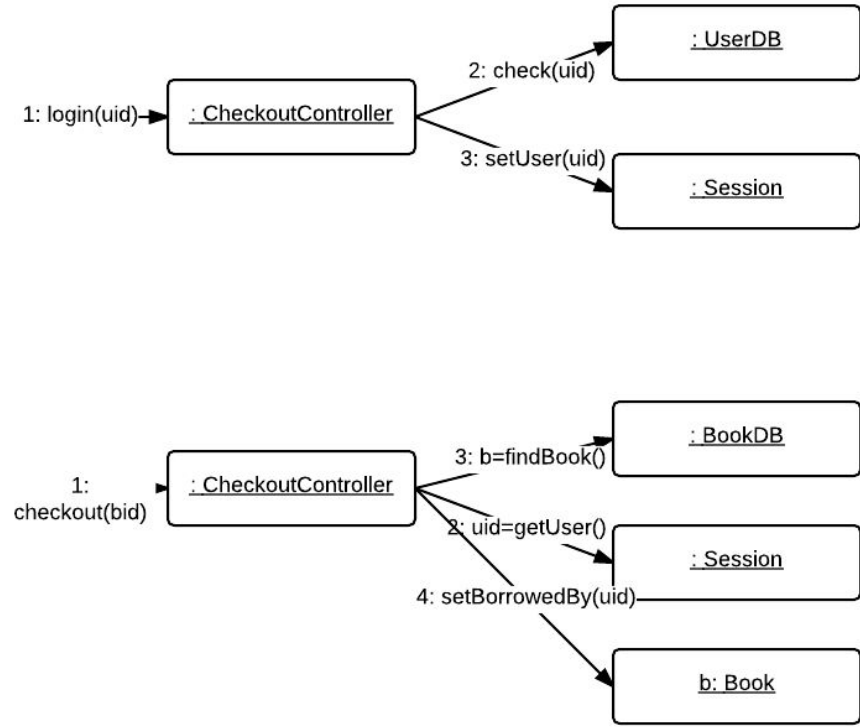 : UserDB
2: check(uid)
1: login(uid)
: CheckoutController
3: setUser(uid)
: Session
: BookDB
3: b=findBook()
1:
checkout(bid)
: CheckoutController
2: uid=getUser()
: Session
4: setBorrowedBy(uid)
b: Book